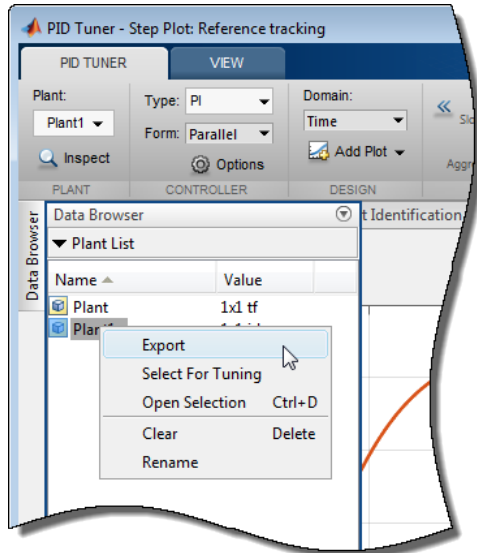 PID Tuner - Step Plot: Reference tracking
PID TUNER VIEW
Plant: Type: PI Domain:
Plant1 Form: Parallel Time
Inspect Options Add Plot
PLANT CONTROLLER DESIGN
Data Browser
Data Browser t Identification
Plant List
Name Value
Plant 1x1 tf
Export
Select For Tuning
Open Selection Ctrl+D
Clear Delete
Rename